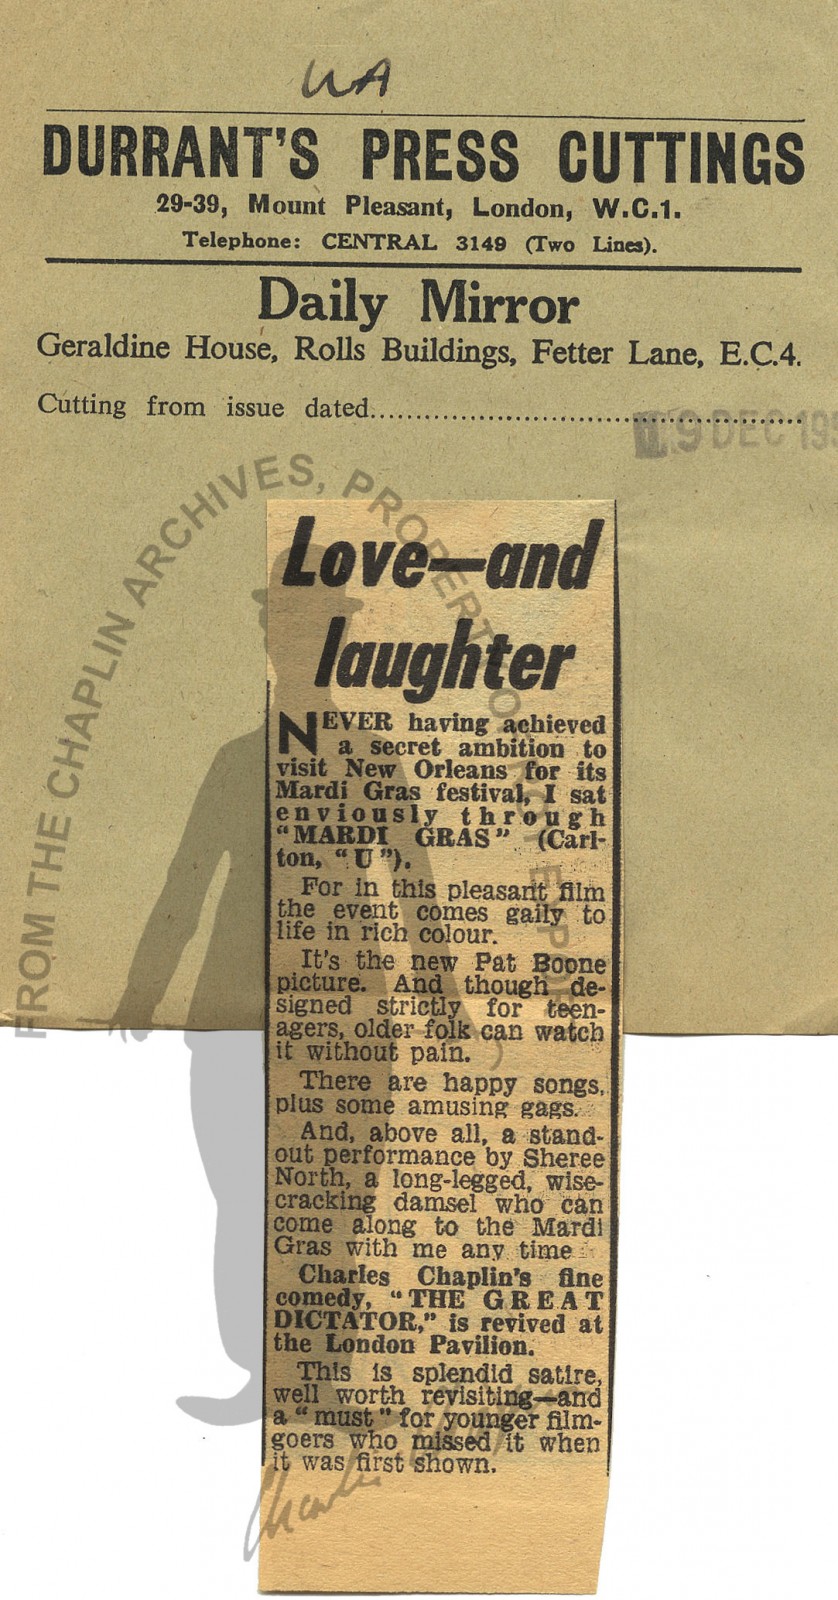 UA
DURRANT'S PRESS CUTTINGS
29-39, Mount Pleasant, London, W.C.1.
Telephone: CENTRAL 3149 (Two Lines).
Daily Mirror
Geraldine House, Rolls Buildings, Fetter Lane, E.C.4.
Cutting from issue dated
9 DEC 195
FROM THE CHAPLIN ARCHIVES, PROPERTY OF ROY EXPORT
Love—and
laughter
NEVER having achieved
a secret ambition to
visit New Orleans for its
Mardi Gras festival, I sat
enviously through
"MARDI GRAS" (Carl-
ton, "U").
For in this pleasant film
the event comes gaily to
life in rich colour.
It's the new Pat Boone
picture. And though de-
signed strictly for teen-
agers, older folk can watch
it without pain.
There are happy songs,
plus some amusing gags.
And, above all, a stand-
out performance by Sheree
North, a long-legged, wise-
cracking damsel who can
come along to the Mardi
Gras with me any time
Charles Chaplin's fine
comedy, "THE GREAT
DICTATOR," is revived at
the London Pavilion.
This is splendid satire,
well worth revisiting—and
a "must" for younger film-
goers who missed it when
it was first shown.
Charlie